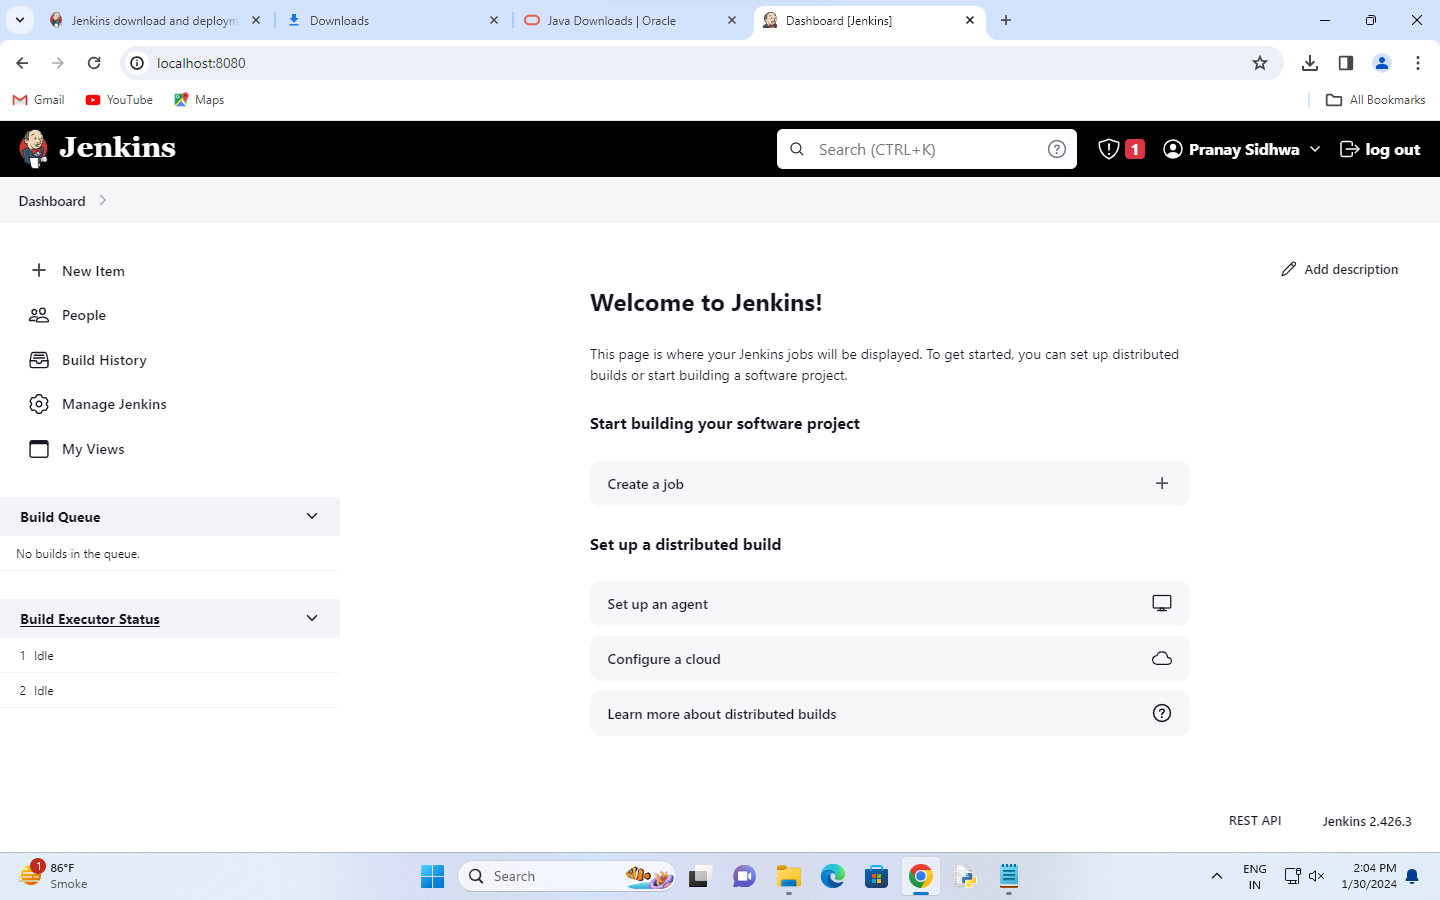 Jenkins download and deploym
Downloads
Java Downloads | Oracle
Dashboard [Jenkins]
localhost:8080
Gmail
YouTube
Maps
All Bookmarks
Jenkins
Search (CTRL+K)
1
Pranay Sidhwa
log out
Dashboard
New Item
People
Build History
Manage Jenkins
My Views
Build Queue
No builds in the queue.
Build Executor Status
1 Idle
2 Idle
Add description
Welcome to Jenkins!
This page is where your Jenkins jobs will be displayed. To get started, you can set up distributed
builds or start building a software project.
Start building your software project
Create a job
Set up a distributed build
Set up an agent
Configure a cloud
Learn more about distributed builds
REST API
Jenkins 2.426.3
1
86°F
Smoke
Search
ENG
IN
2:04 PM
1/30/2024